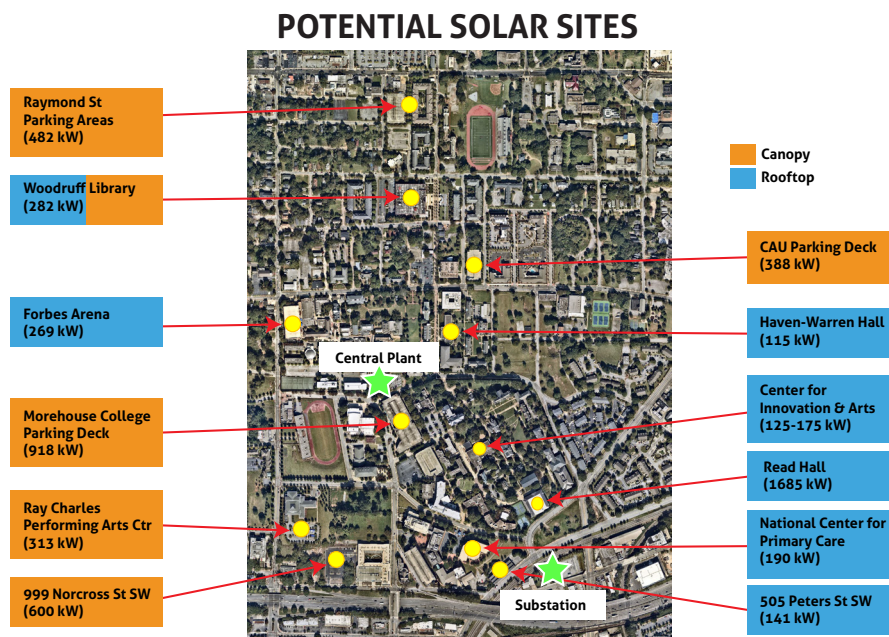 POTENTIAL SOLAR SITES
Raymond St
Parking Areas
(482 kW)
Woodruff Library
(282 kW)
Forbes Arena
(269 kW)
Morehouse College
Parking Deck
(918 kW)
Ray Charles
Performing Arts Ctr
(313 kW)
999 Norcross St SW
(600 kW)
Central Plant
Substation
Canopy
Rooftop
CAU Parking Deck
(388 kW)
Haven-Warren Hall
(115 kW)
Center for
Innovation & Arts
(125-175 kW)
Read Hall
(1685 kW)
National Center for
Primary Care
(190 kW)
505 Peters St SW
(141 kW)